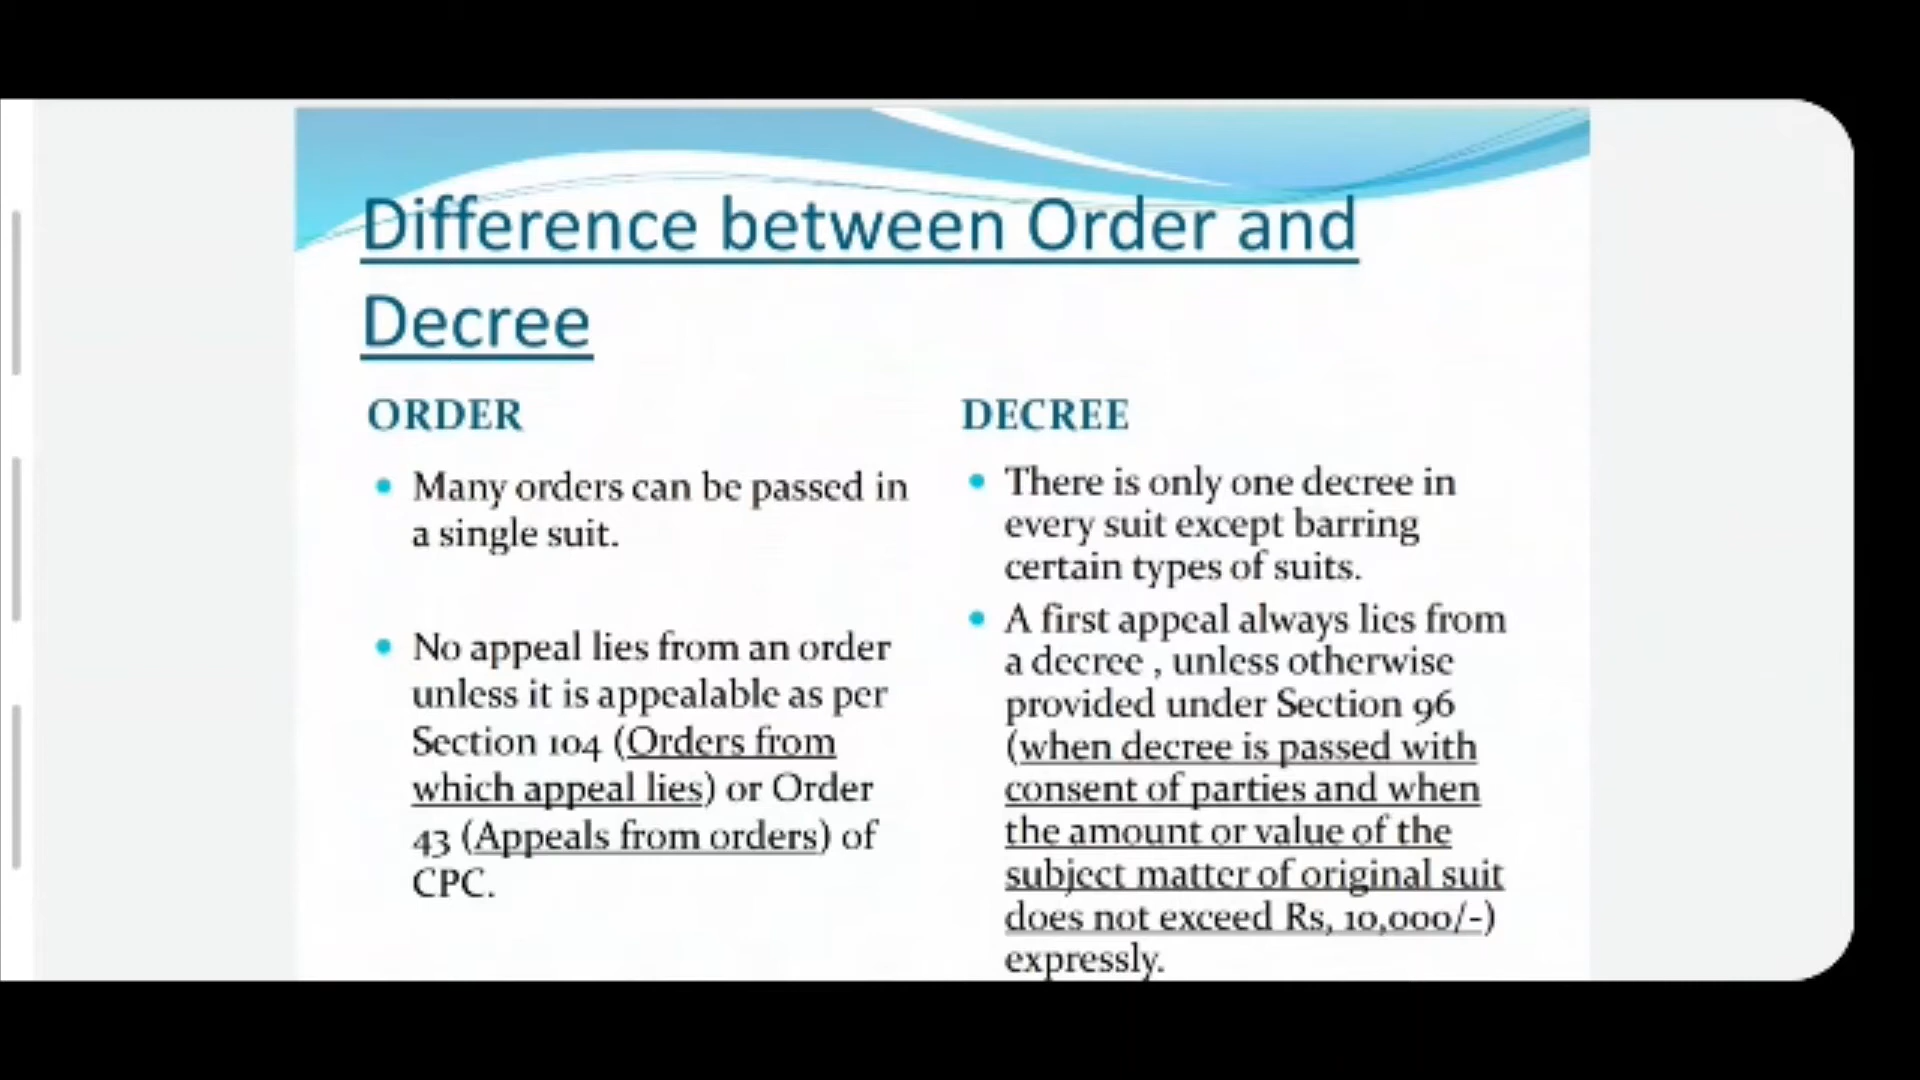 Difference between Order and
Decree
ORDER
• Many orders can be passed in
a single suit.
• No appeal lies from an order
unless it is appealable as per
Section 104 (Orders from
which appeal lies) or Order
43 (Appeals from orders) of
CPC.
DECREE
• There is only one decree in
every suit except barring
certain types of suits.
• A first appeal always lies from
a decree , unless otherwise
provided under Section 96
(when decree is passed with
consent of parties and when
the amount or value of the
subject matter of original suit
does not exceed Rs, 10,000/-)
expressly.